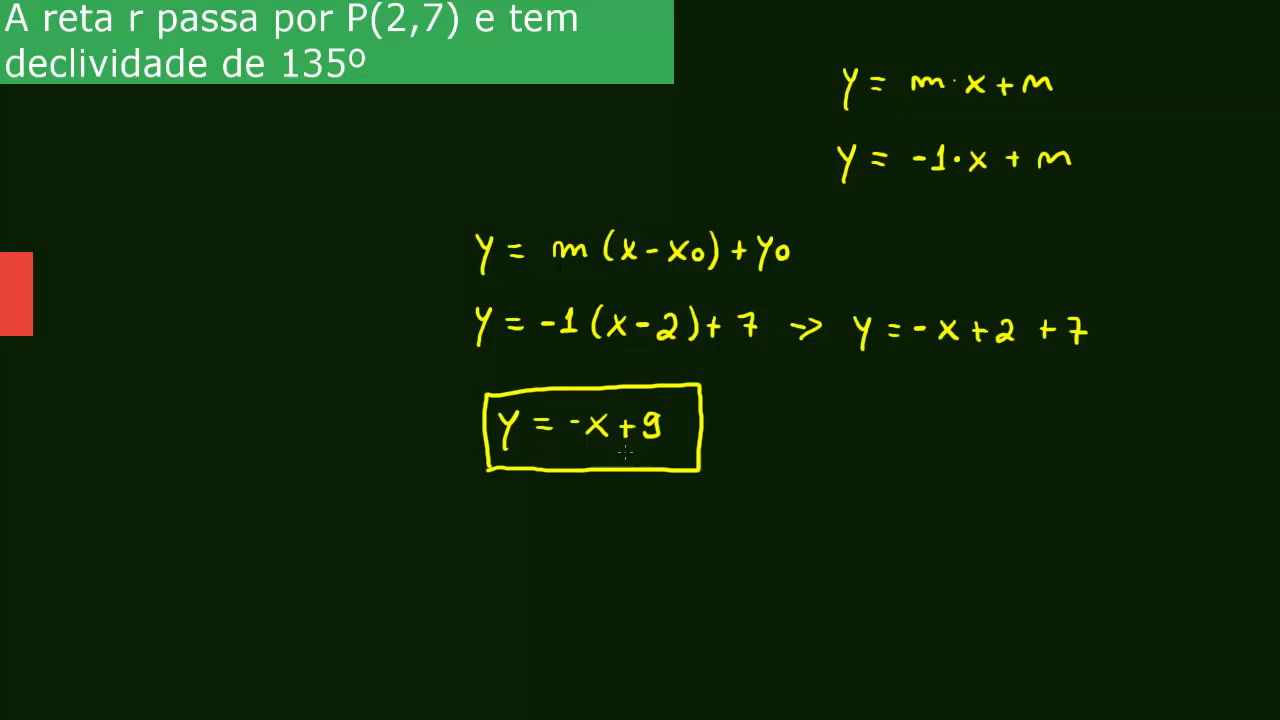 A reta r passa por P(2,7) e tem
declividade de 135º
y = m · x + m
y = -1 · x + m
y = m (x - x0) + y0
y = -1 (x - 2) + 7 -> y = - x + 2 + 7
y = -x + 9